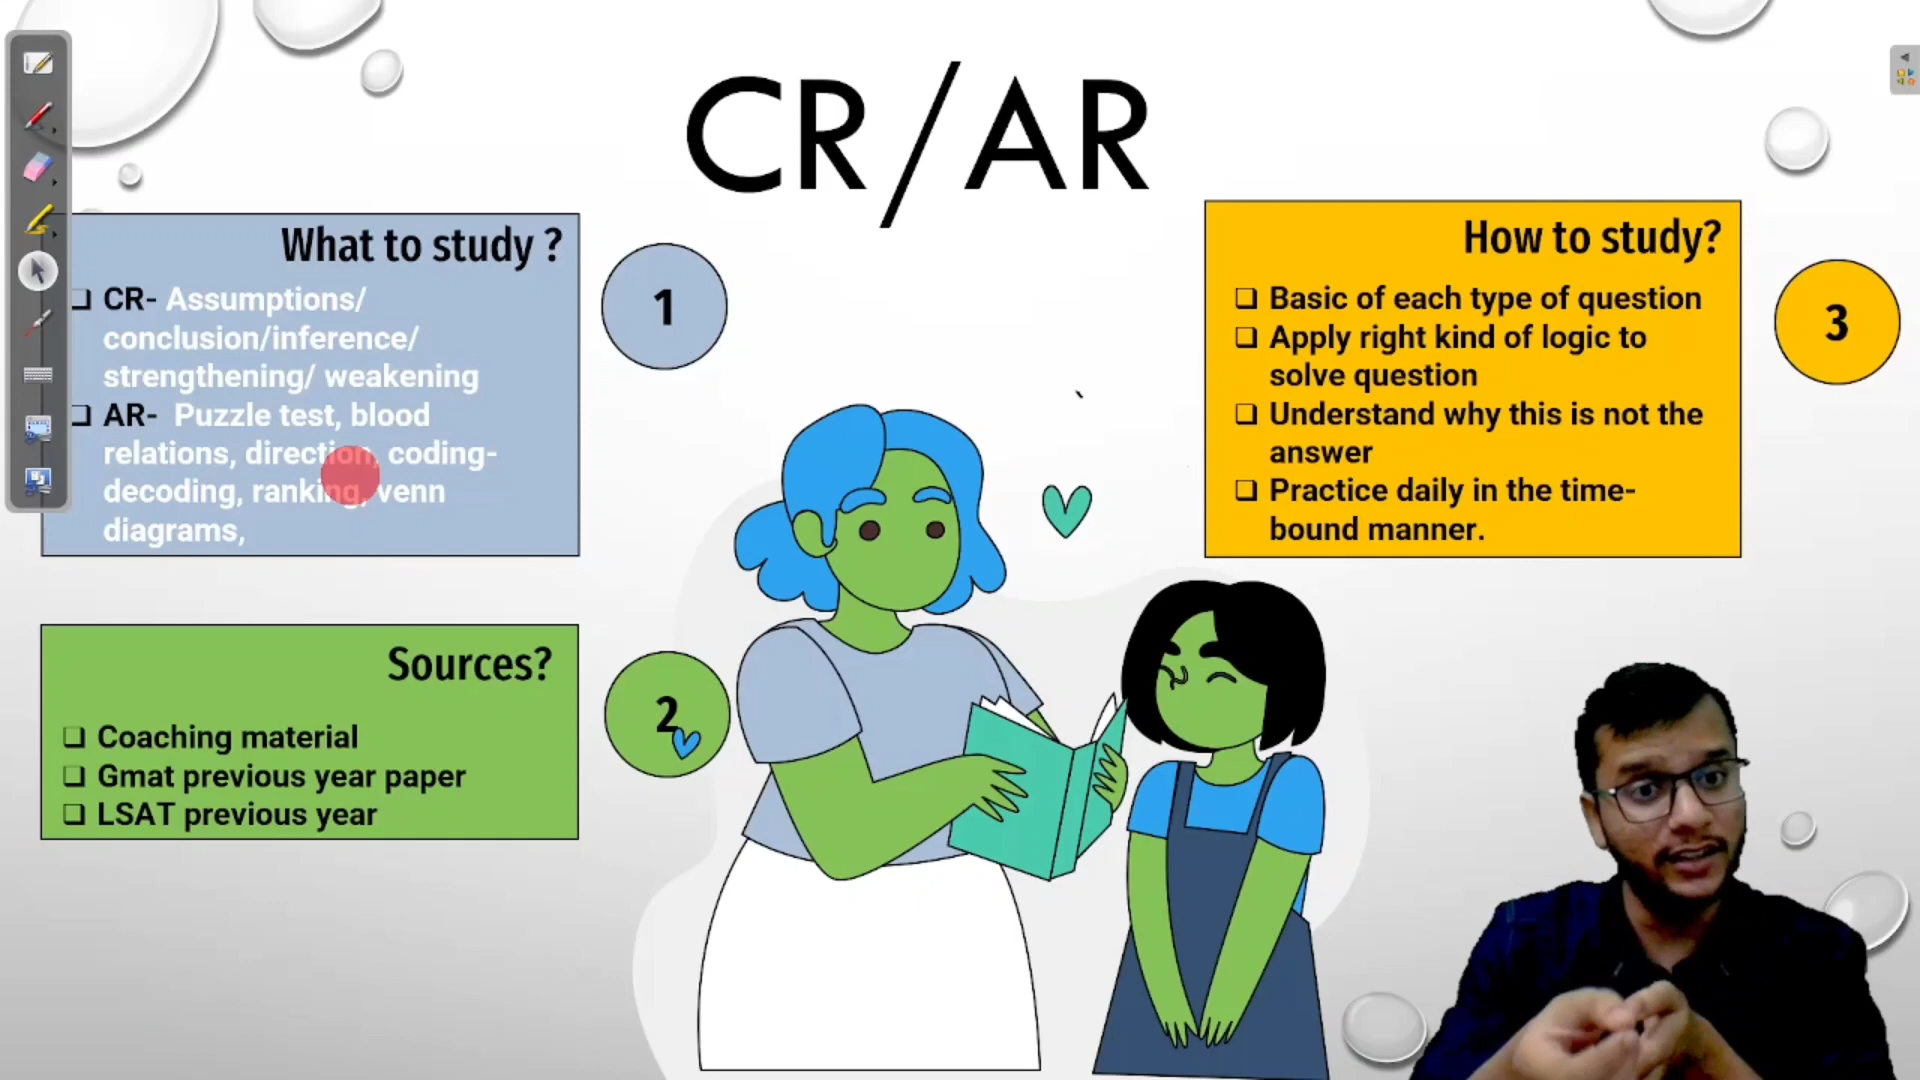 CR/AR
What to study ?
CR- Assumptions/
conclusion/inference/
strengthening/ weakening
AR- Puzzle test, blood
relations, direction, coding-
decoding, ranking, venn
diagrams,
1
Sources?
Coaching material
Gmat previous year paper
LSAT previous year
2
How to study?
Basic of each type of question
Apply right kind of logic to
solve question
Understand why this is not the
answer
Practice daily in the time-
bound manner.
3